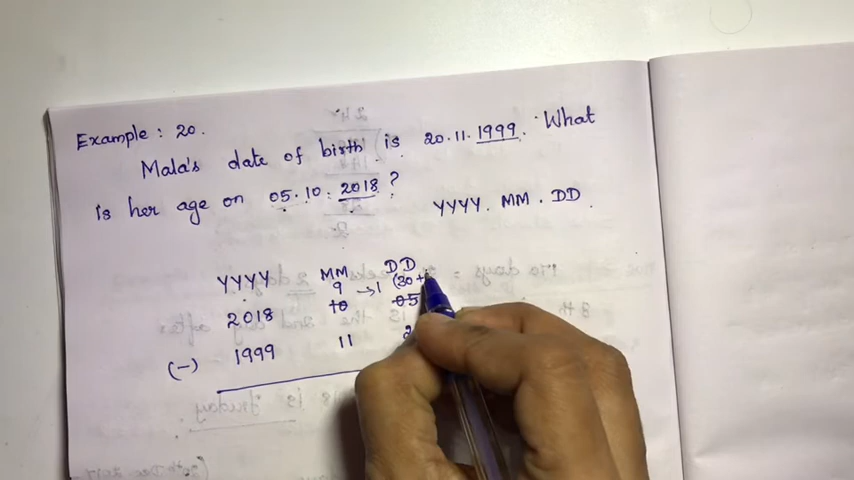 Example : 20.
Mala's date of birth is 20.11.1999. What
is her age on 05.10.2018?
YYYY. MM. DD.
YYYY MM DD
9 →1 (30+
2018 10 05
(-) 1999 11 2